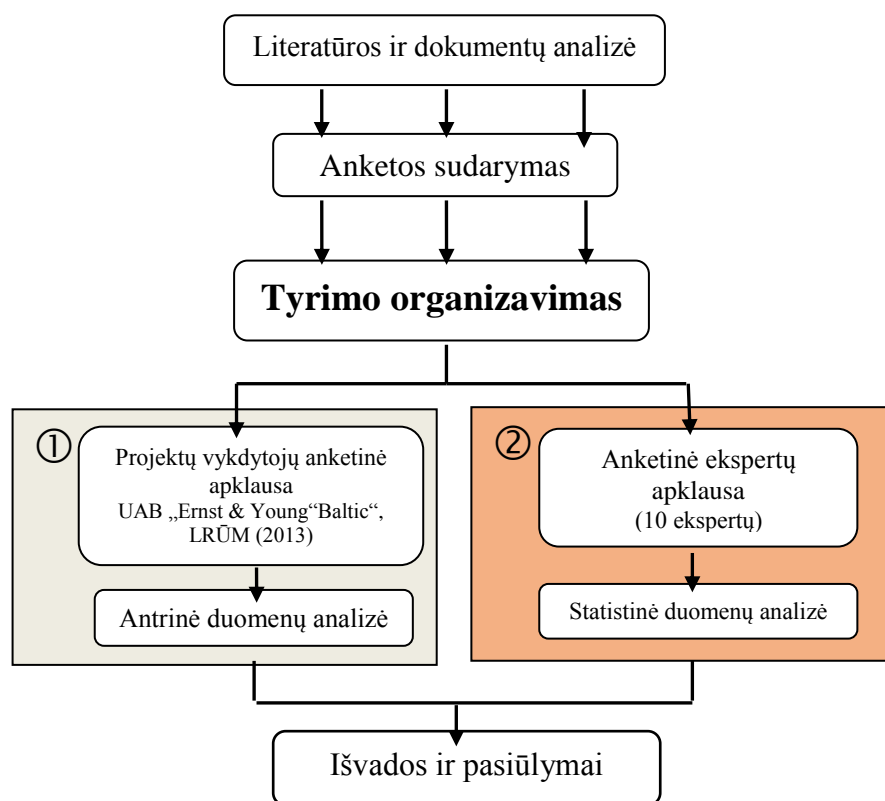 Literatūros ir dokumentų analizė
Anketos sudarymas
Tyrimo organizavimas
①
Projektų vykdytojų anketinė
apklausa
UAB „Ernst & Young“Baltic“,
LRŪM (2013)
Antrinė duomenų analizė
②
Anketinė ekspertų
apklausa
(10 ekspertų)
Statistinė duomenų analizė
Išvados ir pasiūlymai